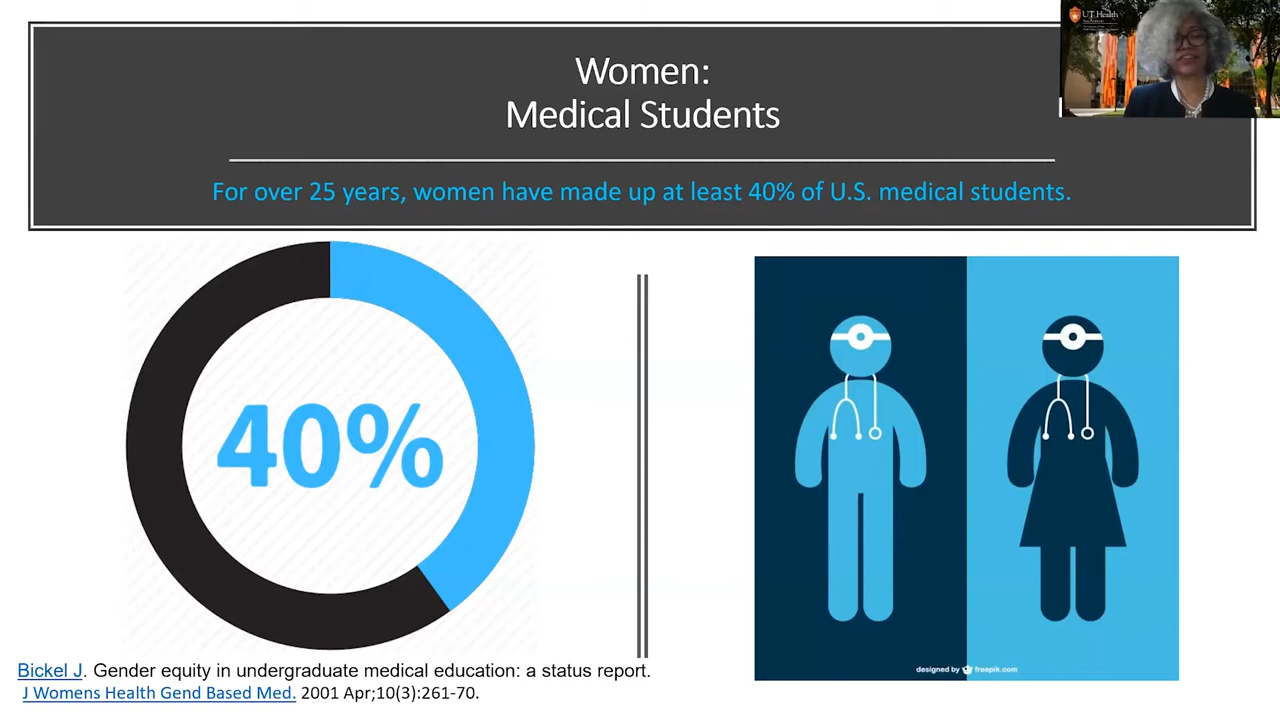 Women:
Medical Students
For over 25 years, women have made up at least 40% of U.S. medical students.
UT Health
40%
designed by freepik.com
Bickel J. Gender equity in undergraduate medical education: a status report.
J Womens Health Gend Based Med. 2001 Apr;10(3):261-70.